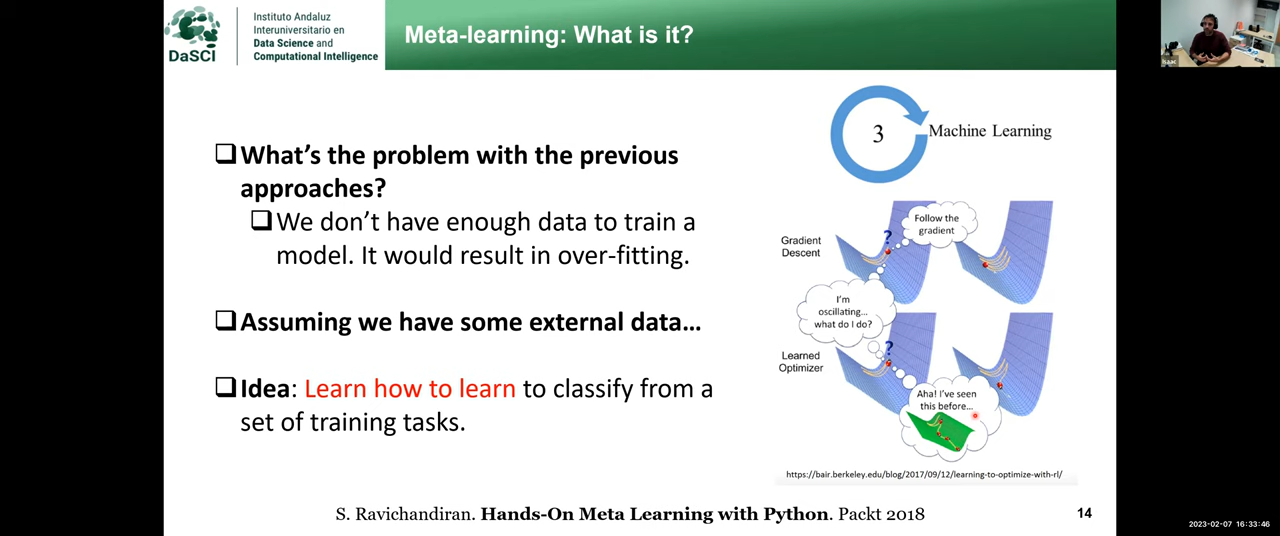 DaSCI
Instituto Andaluz
Interuniversitario en
Data Science and
Computational Intelligence
Meta-learning: What is it?
Isaac
What's the problem with the previous
approaches?
We don't have enough data to train a
model. It would result in over-fitting.
Assuming we have some external data...
Idea: Learn how to learn to classify from a
set of training tasks.
3
Machine Learning
Follow the
gradient
?
Gradient
Descent
I'm
oscillating...
what do I do?
?
Learned
Optimizer
Aha! I've seen
this before...
https://bair.berkeley.edu/blog/2017/09/12/learning-to-optimize-with-rl/
S. Ravichandiran. Hands-On Meta Learning with Python. Packt 2018
14
2023-02-07 16:33:46